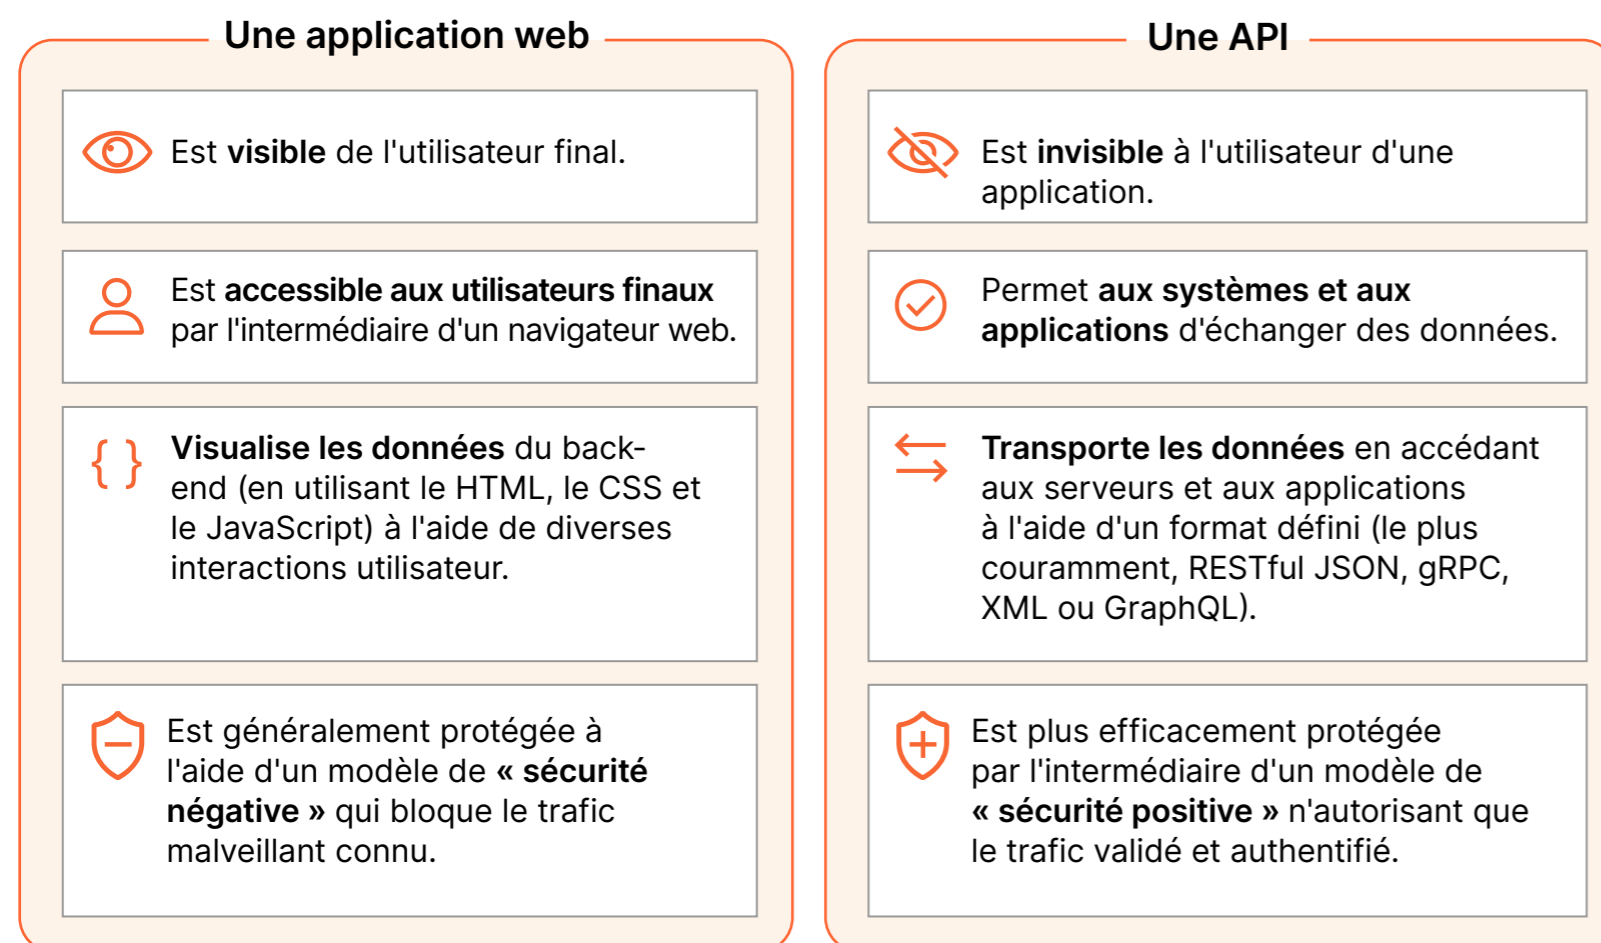 Une application web
Est visible de l'utilisateur final.
Est accessible aux utilisateurs finaux
par l'intermédiaire d'un navigateur web.
Visualise les données du back-
end (en utilisant le HTML, le CSS et
le JavaScript) à l'aide de diverses
interactions utilisateur.
Est généralement protégée à
l'aide d'un modèle de « sécurité
négative » qui bloque le trafic
malveillant connu.
Une API
Est invisible à l'utilisateur d'une
application.
Permet aux systèmes et aux
applications d'échanger des données.
Transporte les données en accédant
aux serveurs et aux applications
à l'aide d'un format défini (le plus
couramment, RESTful JSON, gRPC,
XML ou GraphQL).
Est plus efficacement protégée
par l'intermédiaire d'un modèle de
« sécurité positive » n'autorisant que
le trafic validé et authentifié.